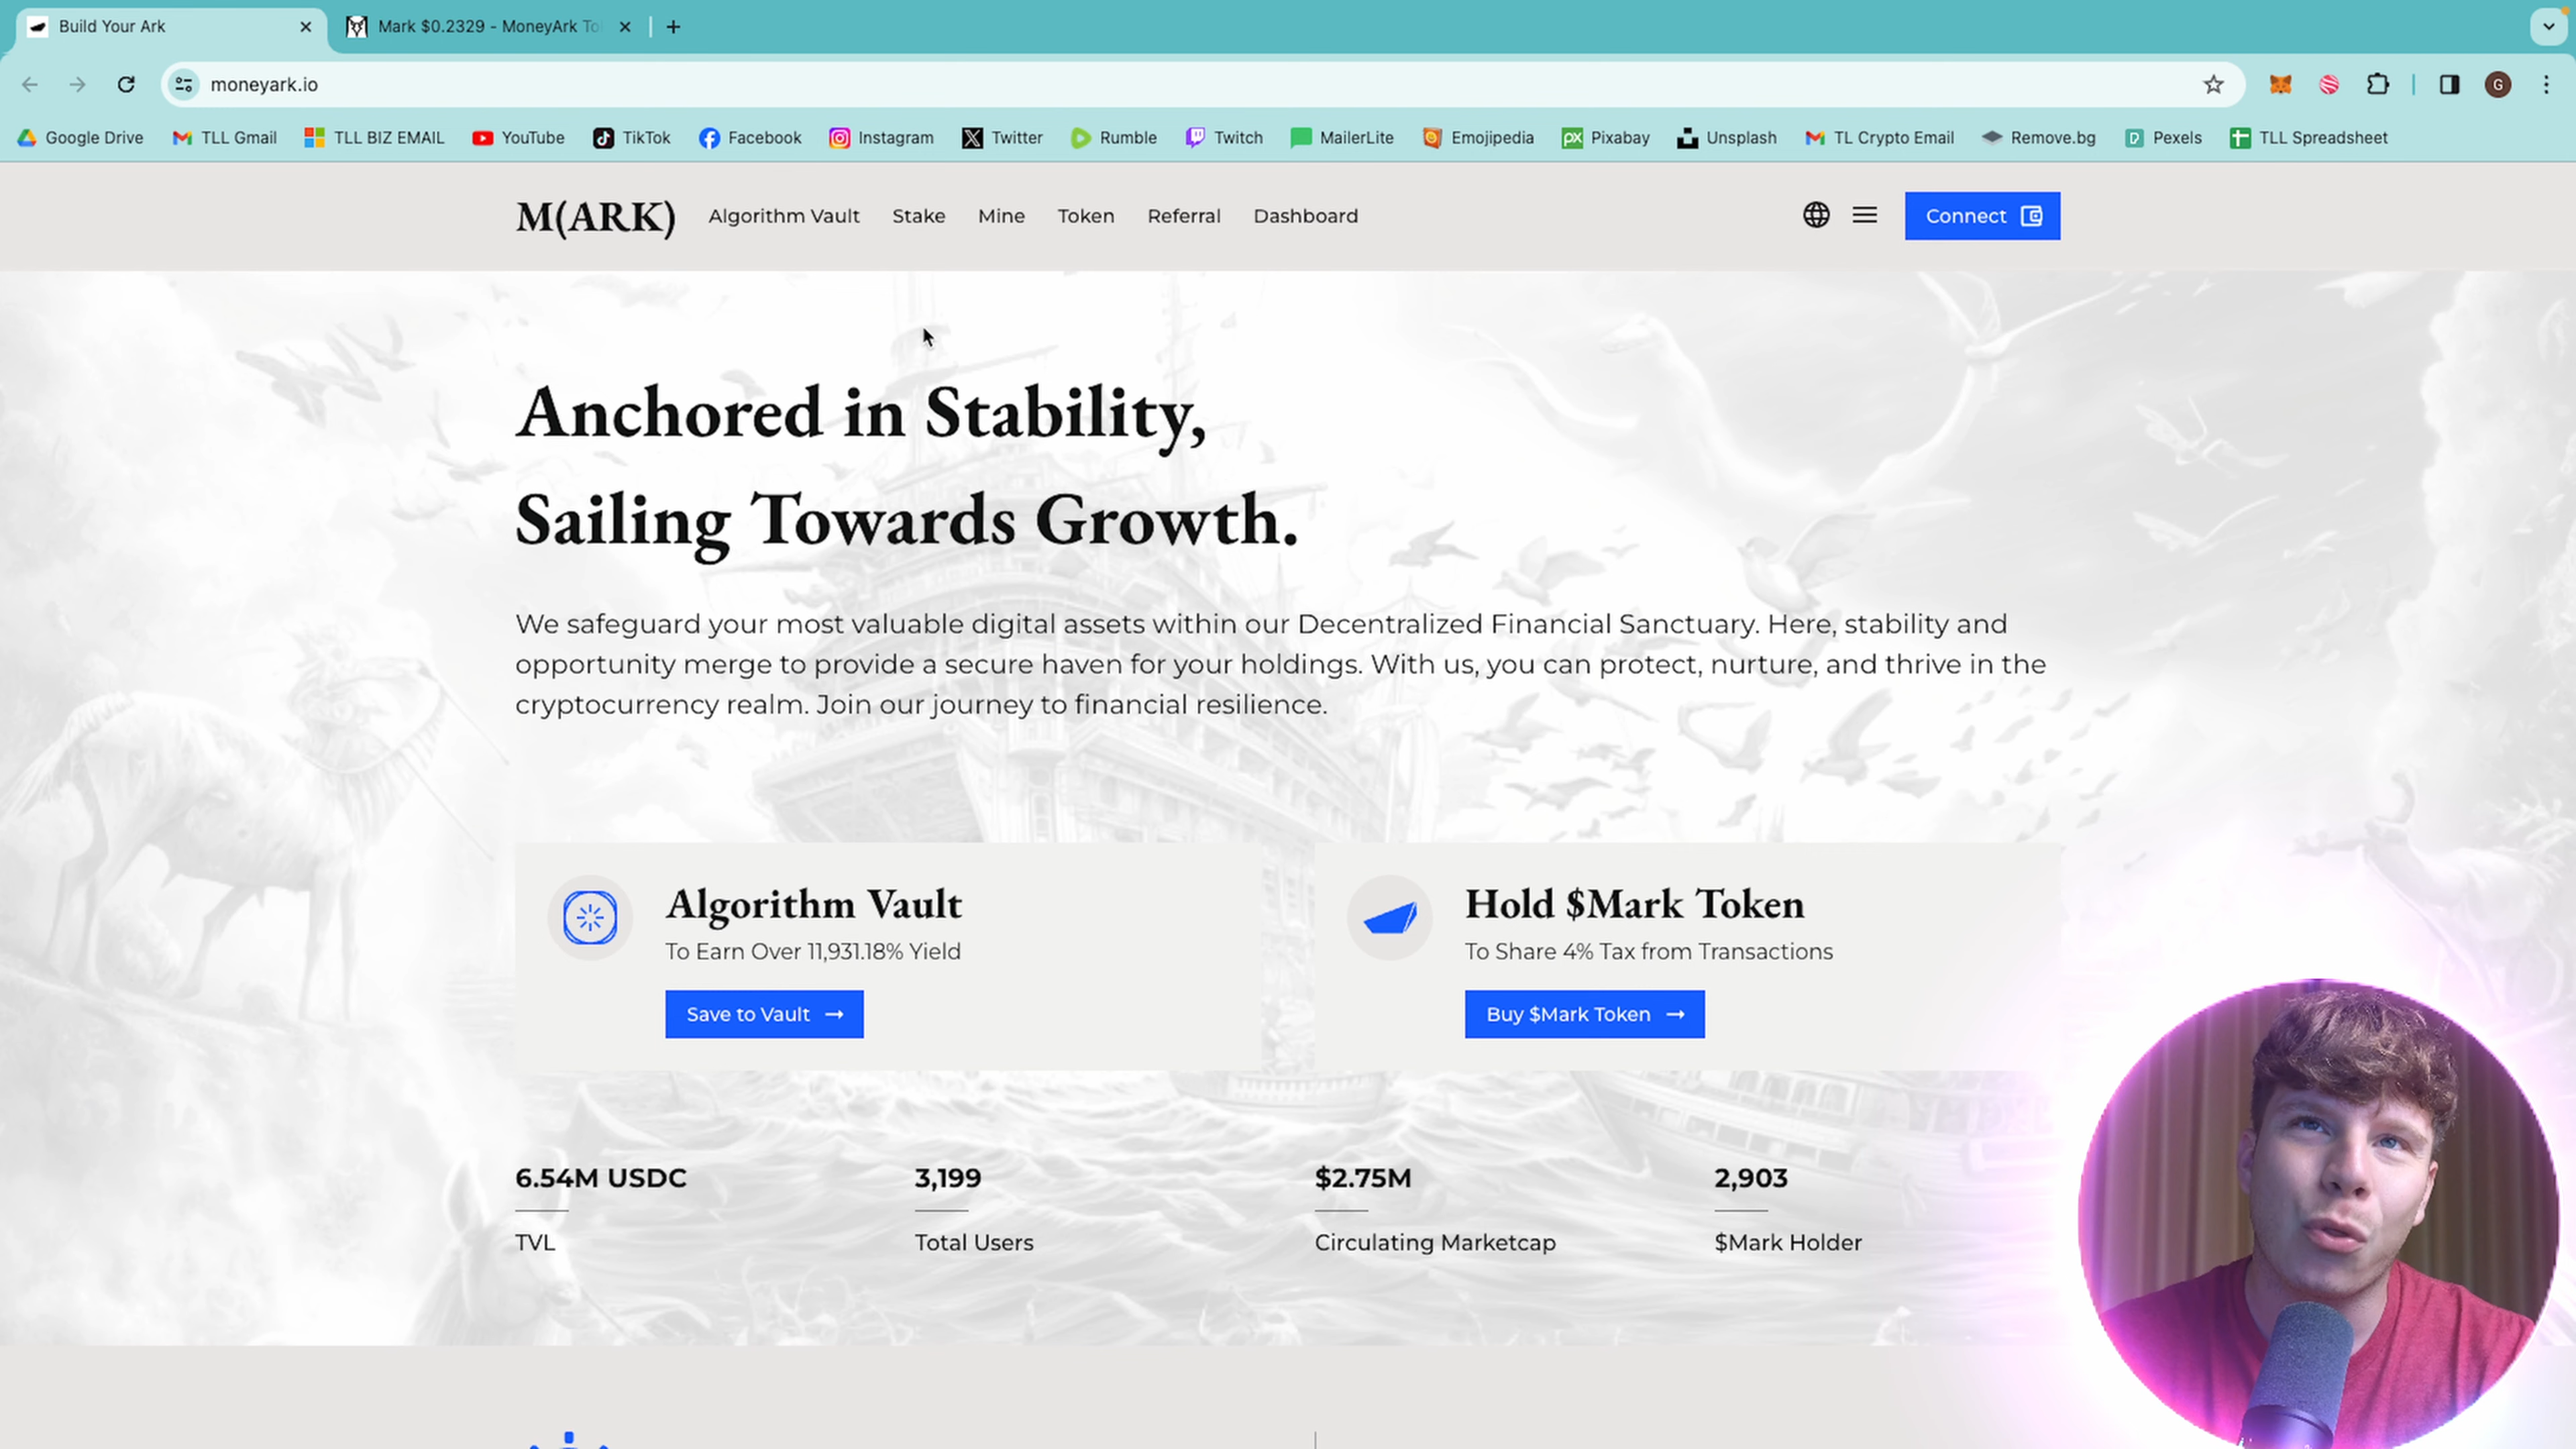 Build Your Ark
Mark $0.2329 - MoneyArk To
moneyark.io
G
Google Drive
TLL Gmail
TLL BIZ EMAIL
YouTube
TikTok
Facebook
Instagram
Twitter
Rumble
Twitch
MailerLite
Emojipedia
px Pixabay
Unsplash
TL Crypto Email
Remove.bg
Pexels
TLL Spreadsheet
M(ARK)
Algorithm Vault
Stake
Mine
Token
Referral
Dashboard
Connect
Anchored in Stability,
Sailing Towards Growth.
We safeguard your most valuable digital assets within our Decentralized Financial Sanctuary. Here, stability and
opportunity merge to provide a secure haven for your holdings. With us, you can protect, nurture, and thrive in the
cryptocurrency realm. Join our journey to financial resilience.
Algorithm Vault
To Earn Over 11,931.18% Yield
Save to Vault →
Hold $Mark Token
To Share 4% Tax from Transactions
Buy $Mark Token →
6.54M USDC
TVL
3,199
Total Users
$2.75M
Circulating Marketcap
2,903
$Mark Holder